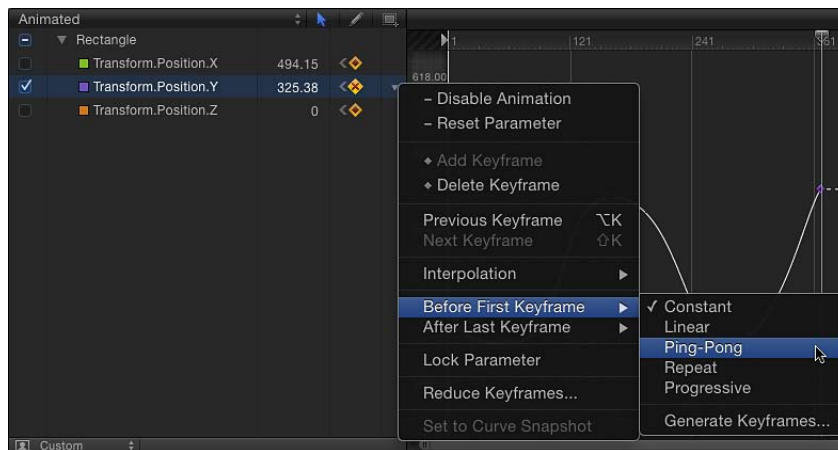 Animated
Rectangle
1 121 241 361
Transform.Position.X 494.15
618.00
Transform.Position.Y 325.38
Transform.Position.Z 0
– Disable Animation
– Reset Parameter
Add Keyframe
Delete Keyframe
Previous Keyframe ⌥K
Next Keyframe ⇧K
Interpolation
Before First Keyframe
After Last Keyframe
Lock Parameter
Reduce Keyframes...
Set to Curve Snapshot
✓ Constant
Linear
Ping-Pong
Repeat
Progressive
Generate Keyframes...
Custom